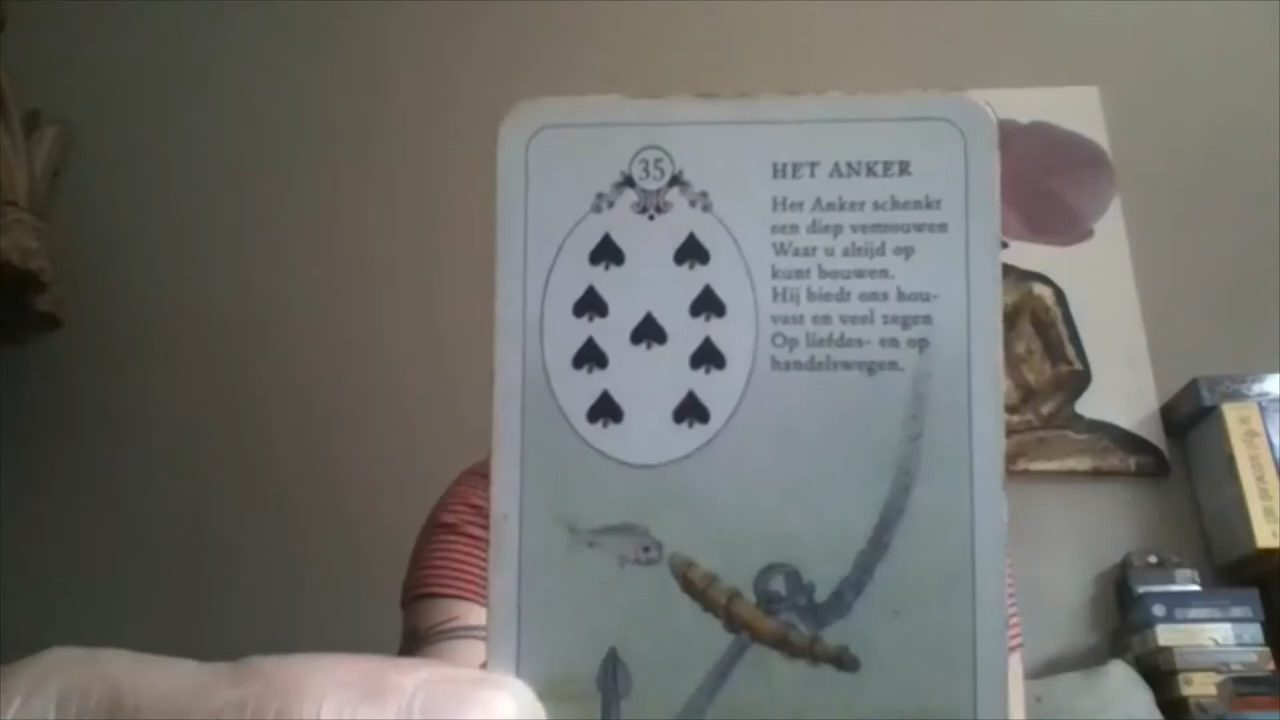 35
HET ANKER
Het Anker schenkt
een diep vertrouwen
Waar u altijd op
kunt bouwen.
Hij biedt ons hou-
vast en veel zegen
Op liefdes- en op
handelswegen.